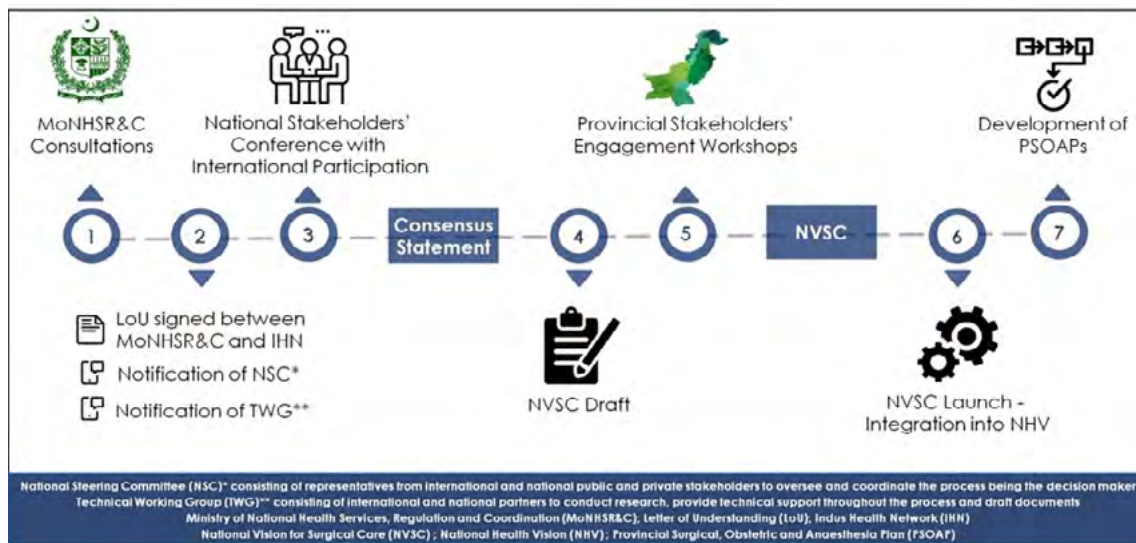 MoNHSR&C
Consultations
National Stakeholders'
Conference with
International Participation
Provincial Stakeholders'
Engagement Workshops
Development of
PSOAPs
1
2
3
Consensus
Statement
4
5
NVSC
6
7
LoU signed between
MoNHSR&C and IHN
Notification of NSC*
Notification of TWG**
NVSC Draft
NVSC Launch -
Integration into NHV
National Steering Committee (NSC)* consisting of representatives from international and national public and private stakeholders to oversee and coordinate the process being the decision maker
Technical Working Group (TWG)** consisting of international and national partners to conduct research, provide technical support throughout the process and draft documents
Ministry of National Health Services, Regulation and Coordination (MoNHSR&C); Letter of Understanding (LoU); Indus Health Network (IHN)
National Vision for Surgical Care (NVSC) ; National Health Vision (NHV) ; Provincial Surgical, Obstetric and Anaesthesia Plan (PSOAP)